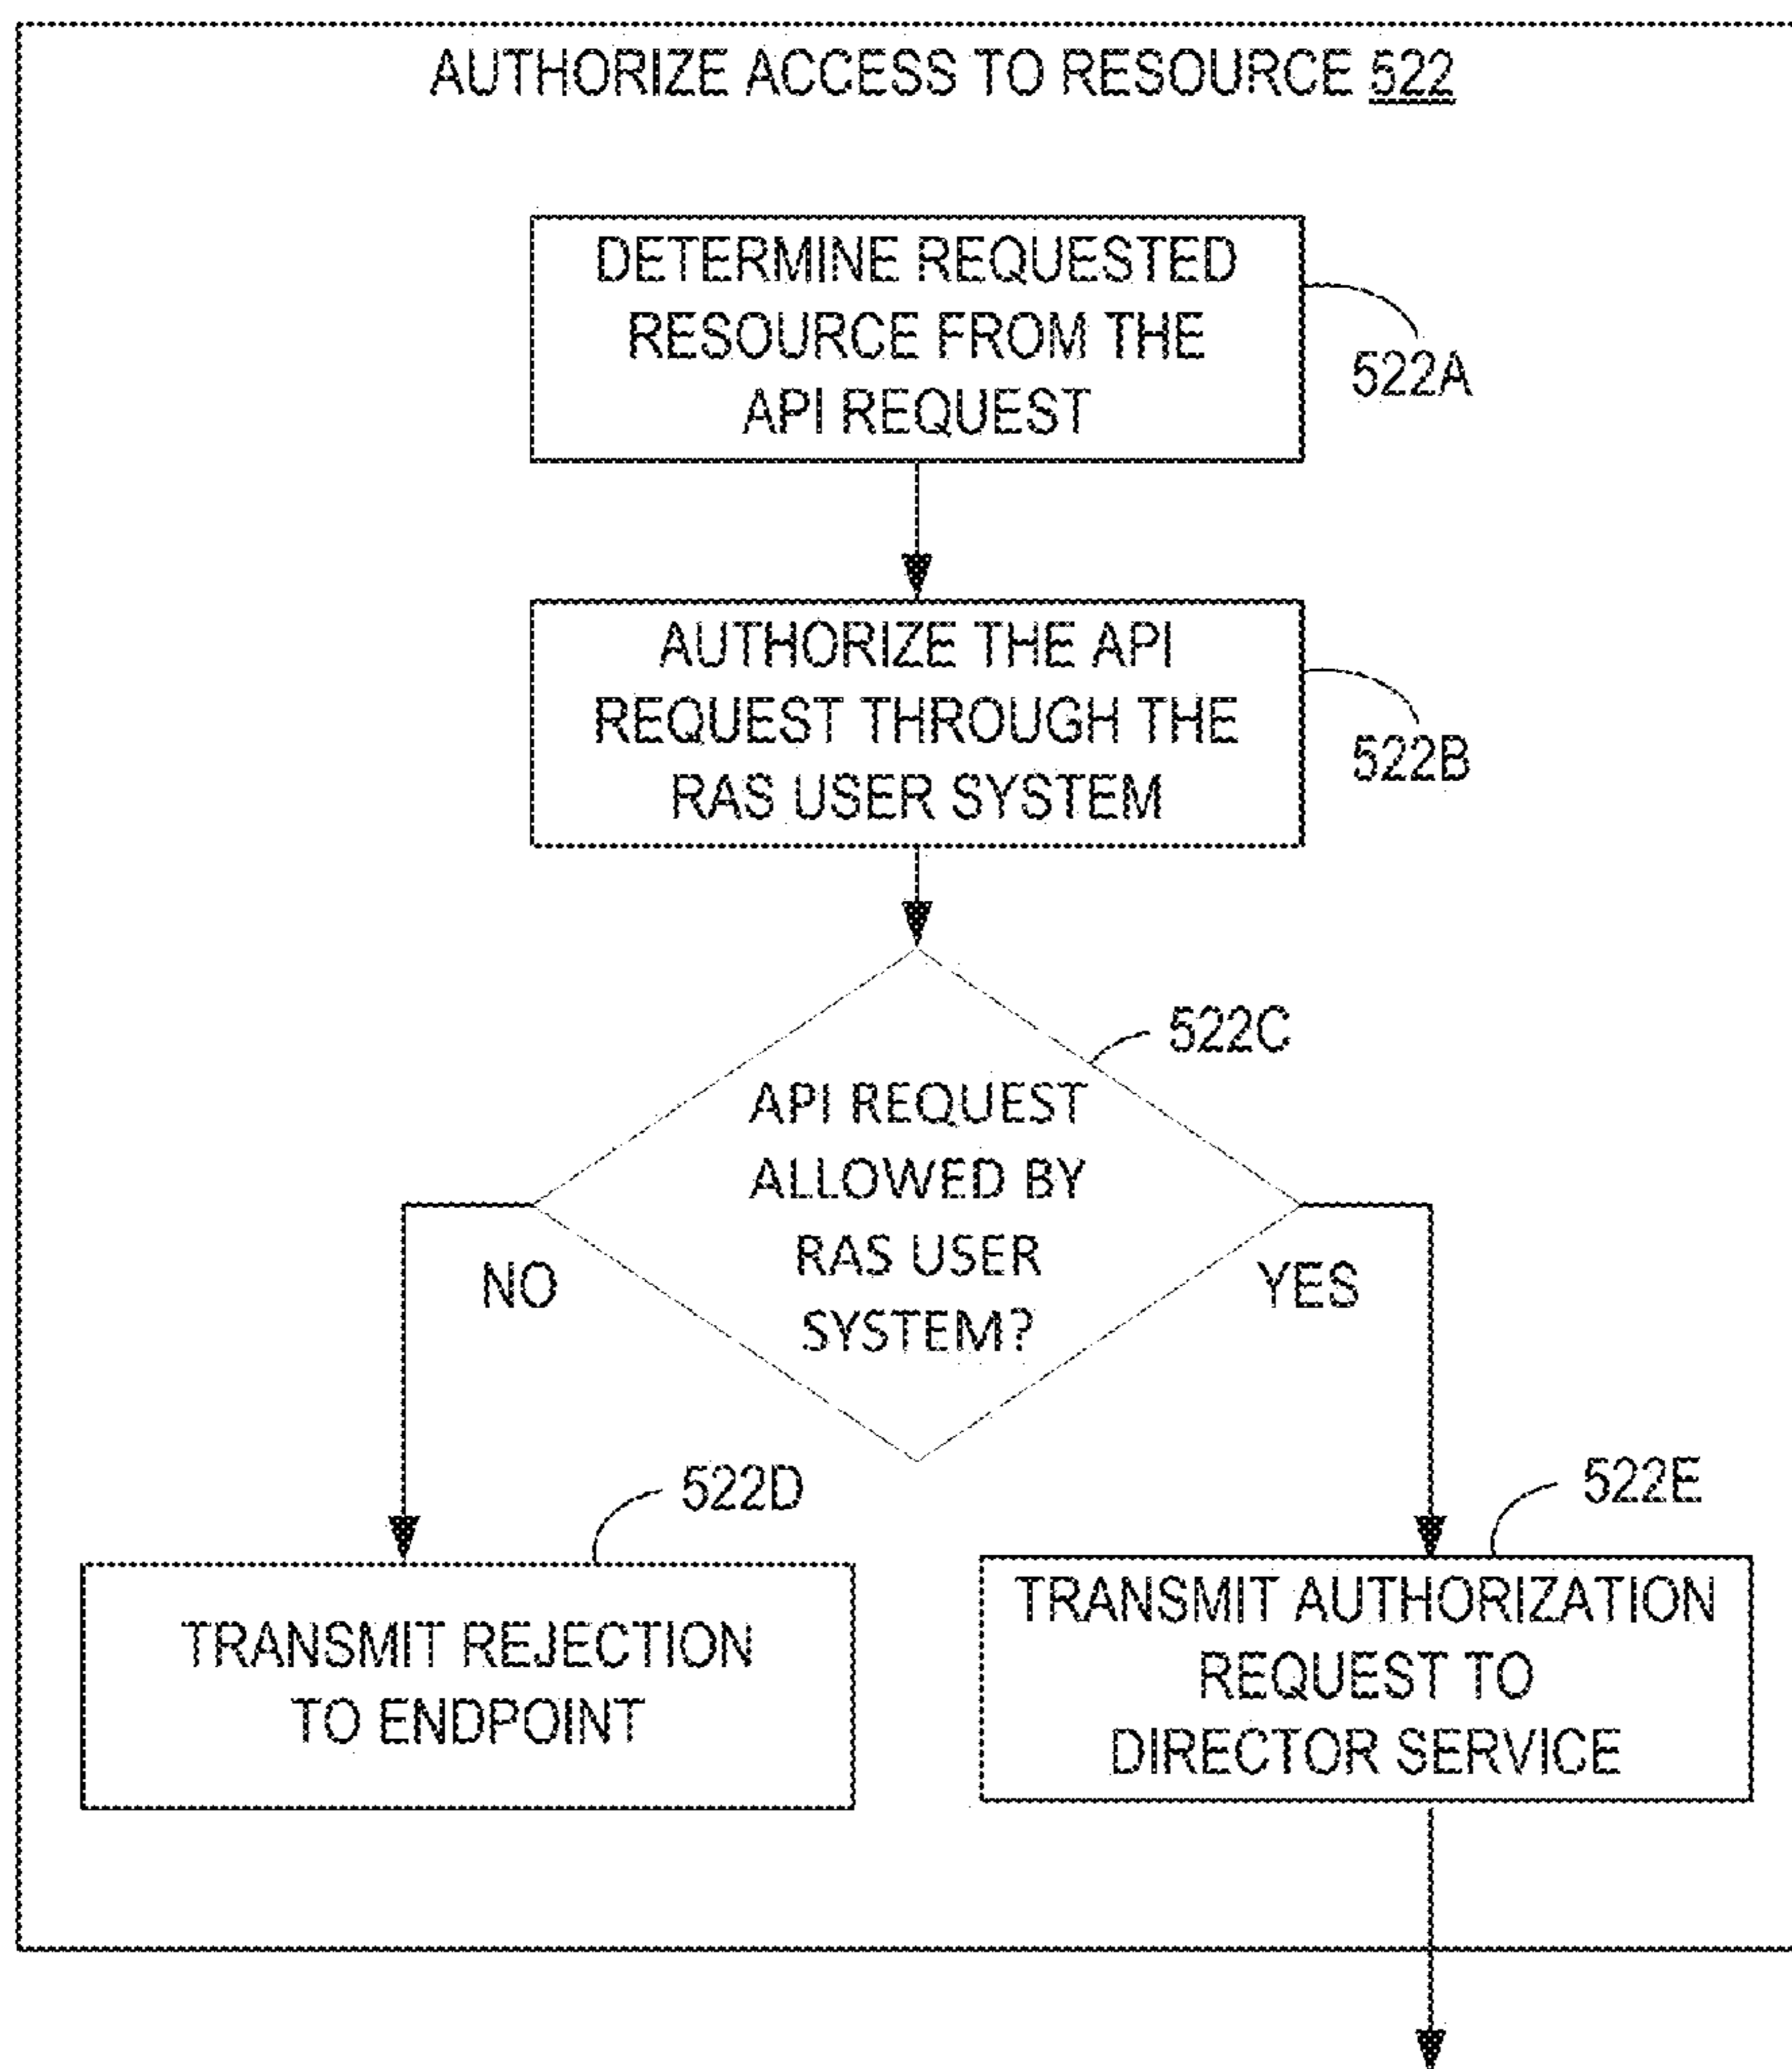 AUTHORIZE ACCESS TO RESOURCE 522
DETERMINE REQUESTED
RESOURCE FROM THE
API REQUEST
522A
AUTHORIZE THE API
REQUEST THROUGH THE
RAS USER SYSTEM
522B
522C
API REQUEST
ALLOWED BY
RAS USER
SYSTEM?
NO
YES
522D
TRANSMIT REJECTION
TO ENDPOINT
522E
TRANSMIT AUTHORIZATION
REQUEST TO
DIRECTOR SERVICE